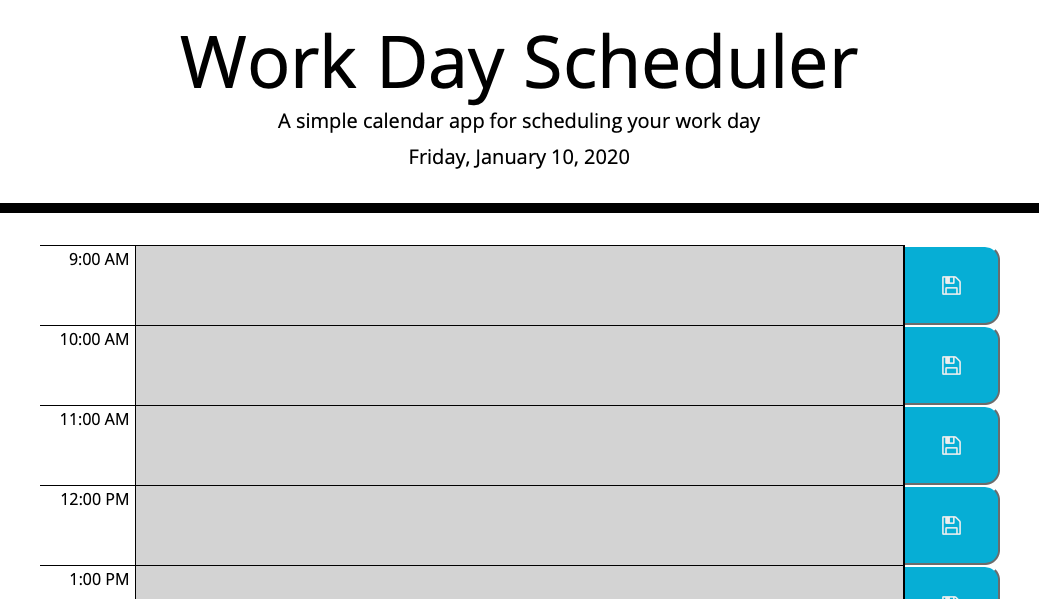 Work Day Scheduler
A simple calendar app for scheduling your work day
Friday, January 10, 2020
9:00 AM
10:00 AM
11:00 AM
12:00 PM
1:00 PM